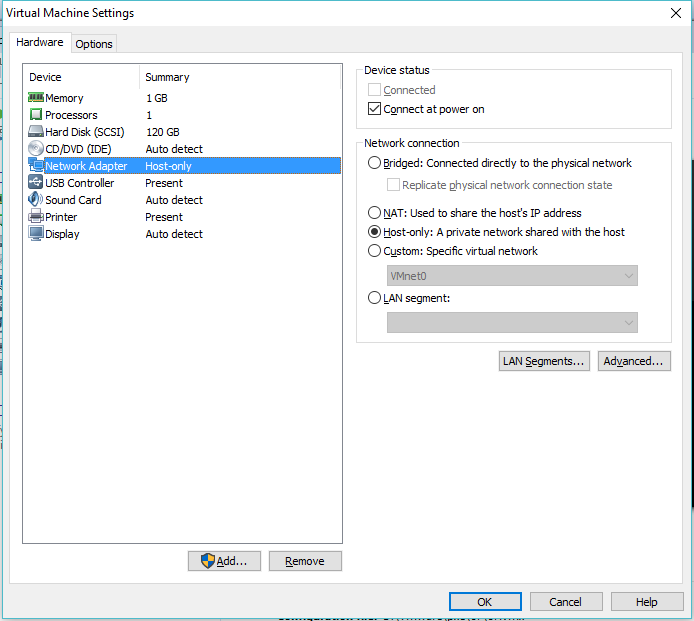 Virtual Machine Settings
Hardware
Options
Device Summary
Memory 1 GB
Processors 1
Hard Disk (SCSI) 120 GB
CD/DVD (IDE) Auto detect
Network Adapter Host-only
USB Controller Present
Sound Card Auto detect
Printer Present
Display Auto detect
Add...
Remove
Device status
Connected
Connect at power on
Network connection
Bridged: Connected directly to the physical network
Replicate physical network connection state
NAT: Used to share the host's IP address
Host-only: A private network shared with the host
Custom: Specific virtual network
VMnet0
LAN segment:
LAN Segments...
Advanced...
OK
Cancel
Help